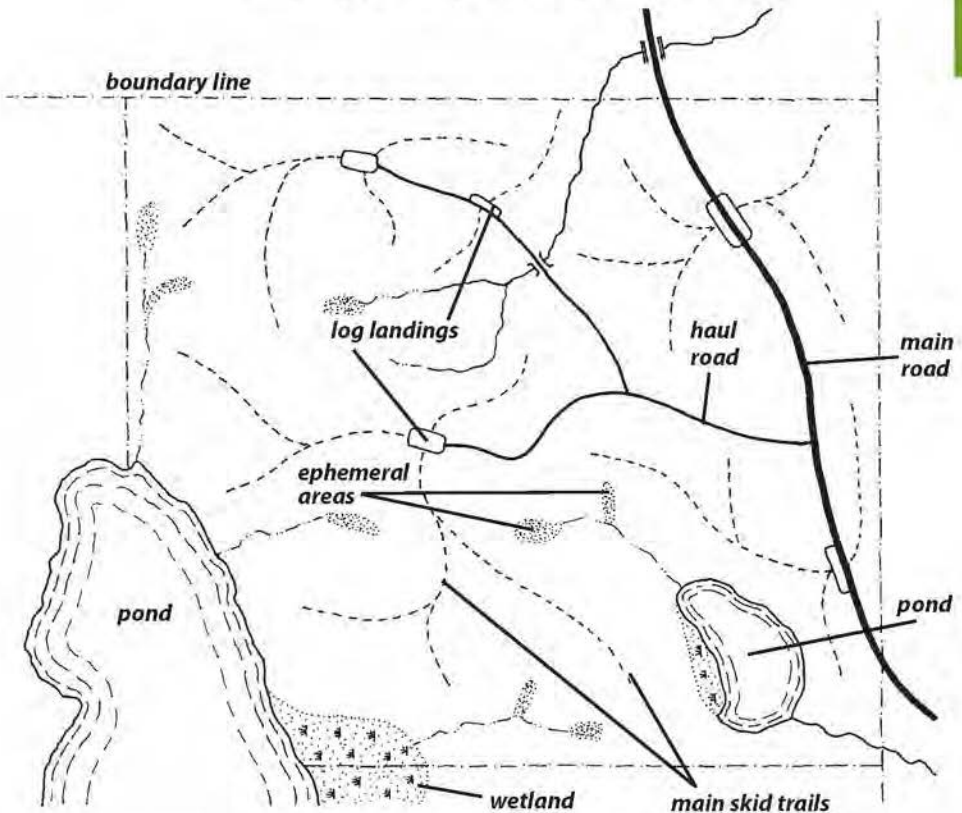 boundary line
log landings
haul
road
main
road
ephemeral
areas
pond
pond
wetland
main skid trails